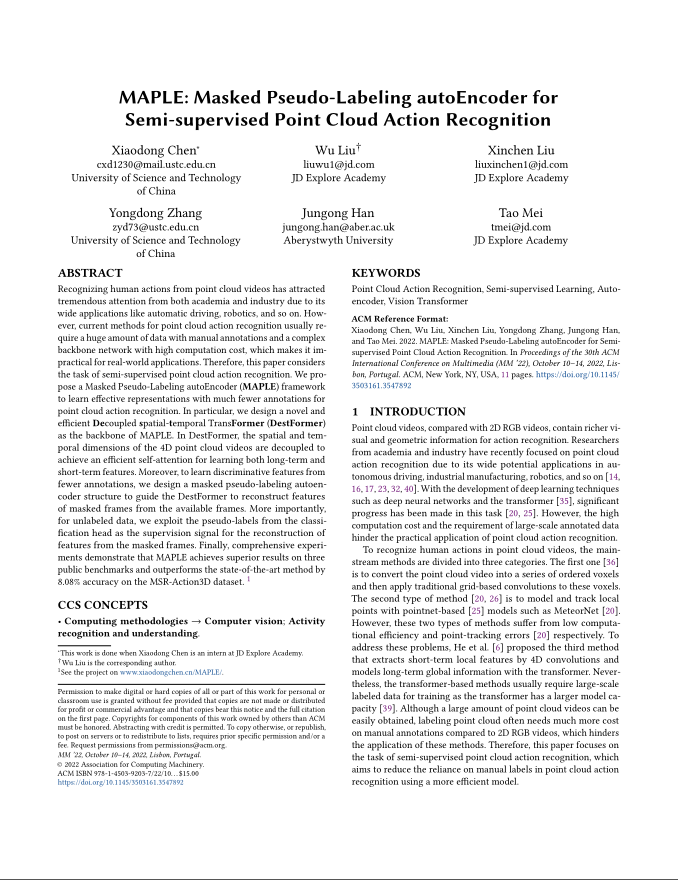 MAPLE: Masked Pseudo-Labeling autoEncoder for
Semi-supervised Point Cloud Action Recognition
Xiaodong Chen*
cxd1230@mail.ustc.edu.cn
University of Science and Technology
of China
Wu Liu†
liuwu1@jd.com
JD Explore Academy
Xinchen Liu
liuxinchen1@jd.com
JD Explore Academy
Yongdong Zhang
zyd73@ustc.edu.cn
University of Science and Technology
of China
Jungong Han
jungong.han@aber.ac.uk
Aberystwyth University
Tao Mei
tmei@jd.com
JD Explore Academy
ABSTRACT
Recognizing human actions from point cloud videos has attracted
tremendous attention from both academia and industry due to its
wide applications like automatic driving, robotics, and so on. How-
ever, current methods for point cloud action recognition usually re-
quire a huge amount of data with manual annotations and a complex
backbone network with high computation cost, which makes it im-
practical for real-world applications. Therefore, this paper considers
the task of semi-supervised point cloud action recognition. We pro-
pose a Masked Pseudo-Labeling autoEncoder (MAPLE) framework
to learn effective representations with much fewer annotations for
point cloud action recognition. In particular, we design a novel and
efficient Decoupled spatial-temporal TransFormer (DestFormer)
as the backbone of MAPLE. In DestFormer, the spatial and tem-
poral dimensions of the 4D point cloud videos are decoupled to
achieve an efficient self-attention for learning both long-term and
short-term features. Moreover, to learn discriminative features from
fewer annotations, we design a masked pseudo-labeling autoen-
coder structure to guide the DestFormer to reconstruct features
of masked frames from the available frames. More importantly,
for unlabeled data, we exploit the pseudo-labels from the classi-
fication head as the supervision signal for the reconstruction of
features from the masked frames. Finally, comprehensive experi-
ments demonstrate that MAPLE achieves superior results on three
public benchmarks and outperforms the state-of-the-art method by
8.08% accuracy on the MSR-Action3D dataset. 1
CCS CONCEPTS
• Computing methodologies → Computer vision; Activity
recognition and understanding.
*This work is done when Xiaodong Chen is an intern at JD Explore Academy.
†Wu Liu is the corresponding author.
1See the project on www.xiaodongchen.cn/MAPLE/.
Permission to make digital or hard copies of all or part of this work for personal or
classroom use is granted without fee provided that copies are not made or distributed
for profit or commercial advantage and that copies bear this notice and the full citation
on the first page. Copyrights for components of this work owned by others than ACM
must be honored. Abstracting with credit is permitted. To copy otherwise, or republish,
to post on servers or to redistribute to lists, requires prior specific permission and/or a
fee. Request permissions from permissions@acm.org.
MM '22, October 10–14, 2022, Lisbon, Portugal.
© 2022 Association for Computing Machinery.
ACM ISBN 978-1-4503-9203-7/22/10...$15.00
https://doi.org/10.1145/3503161.3547892
KEYWORDS
Point Cloud Action Recognition, Semi-supervised Learning, Auto-
encoder, Vision Transformer
ACM Reference Format:
Xiaodong Chen, Wu Liu, Xinchen Liu, Yongdong Zhang, Jungong Han,
and Tao Mei. 2022. MAPLE: Masked Pseudo-Labeling autoEncoder for Semi-
supervised Point Cloud Action Recognition. In Proceedings of the 30th ACM
International Conference on Multimedia (MM '22), October 10–14, 2022, Lis-
bon, Portugal. ACM, New York, NY, USA, 11 pages. https://doi.org/10.1145/
3503161.3547892
1 INTRODUCTION
Point cloud videos, compared with 2D RGB videos, contain richer vi-
sual and geometric information for action recognition. Researchers
from academia and industry have recently focused on point cloud
action recognition due to its wide potential applications in au-
tonomous driving, industrial manufacturing, robotics, and so on [14,
16, 17, 23, 32, 40]. With the development of deep learning techniques
such as deep neural networks and the transformer [35], significant
progress has been made in this task [20, 25]. However, the high
computation cost and the requirement of large-scale annotated data
hinder the practical application of point cloud action recognition.
To recognize human actions in point cloud videos, the main-
stream methods are divided into three categories. The first one [36]
is to convert the point cloud video into a series of ordered voxels
and then apply traditional grid-based convolutions to these voxels.
The second type of method [20, 26] is to model and track local
points with pointnet-based [25] models such as MeteorNet [20].
However, these two types of methods suffer from low computa-
tional efficiency and point-tracking errors [20] respectively. To
address these problems, He et al. [6] proposed the third method
that extracts short-term local features by 4D convolutions and
models long-term global information with the transformer. Never-
theless, the transformer-based methods usually require large-scale
labeled data for training as the transformer has a larger model ca-
pacity [39]. Although a large amount of point cloud videos can be
easily obtained, labeling point cloud often needs much more cost
on manual annotations compared to 2D RGB videos, which hinders
the application of these methods. Therefore, this paper focuses on
the task of semi-supervised point cloud action recognition, which
aims to reduce the reliance on manual labels in point cloud action
recognition using a more efficient model.